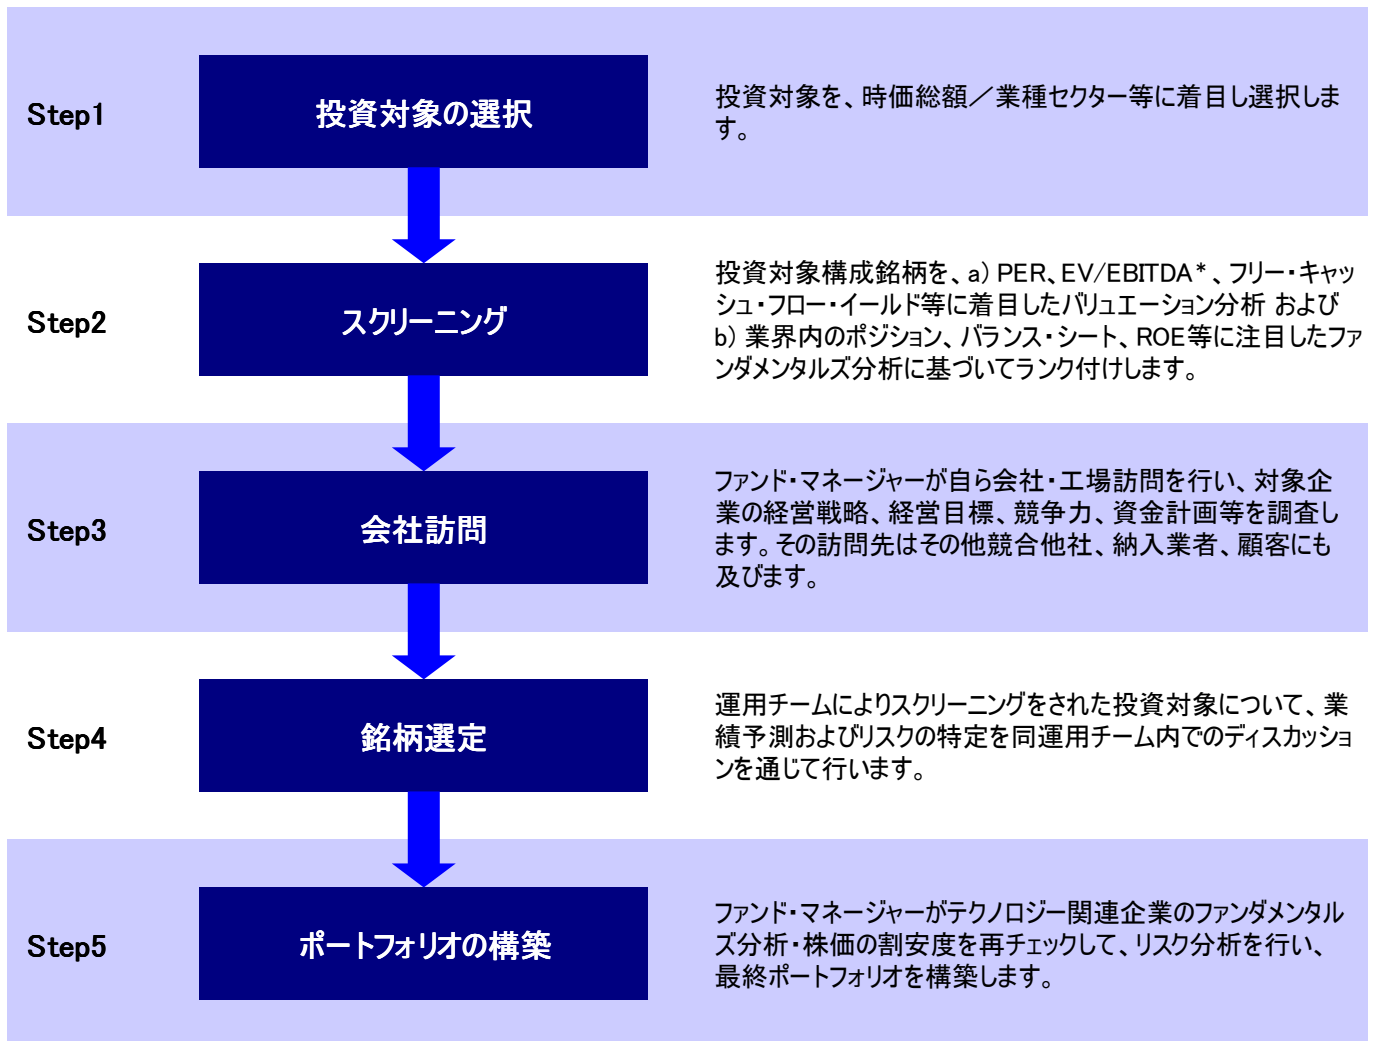 Step1
投資対象の選択
投資対象を、時価総額／業種セクター等に着目し選択しま
す。
Step2
スクリーニング
投資対象構成銘柄を、a) PER、EV/EBITDA*、フリー・キャッ
シュ・フロー・イールド等に着目したバリュエーション分析 および
b) 業界内のポジション、バランス・シート、ROE等に注目したファ
ンダメンタルズ分析に基づいてランク付けします。
Step3
会社訪問
ファンド・マネージャーが自ら会社・工場訪問を行い、対象企
業の経営戦略、経営目標、競争力、資金計画等を調査し
ます。その訪問先はその他競合他社、納入業者、顧客にも
及びます。
Step4
銘柄選定
運用チームによりスクリーニングをされた投資対象について、業
績予測およびリスクの特定を同運用チーム内でのディスカッショ
ンを通じて行います。
Step5
ポートフォリオの構築
ファンド・マネージャーがテクノロジー関連企業のファンダメンタル
ズ分析・株価の割安度を再チェックして、リスク分析を行い、
最終ポートフォリオを構築します。